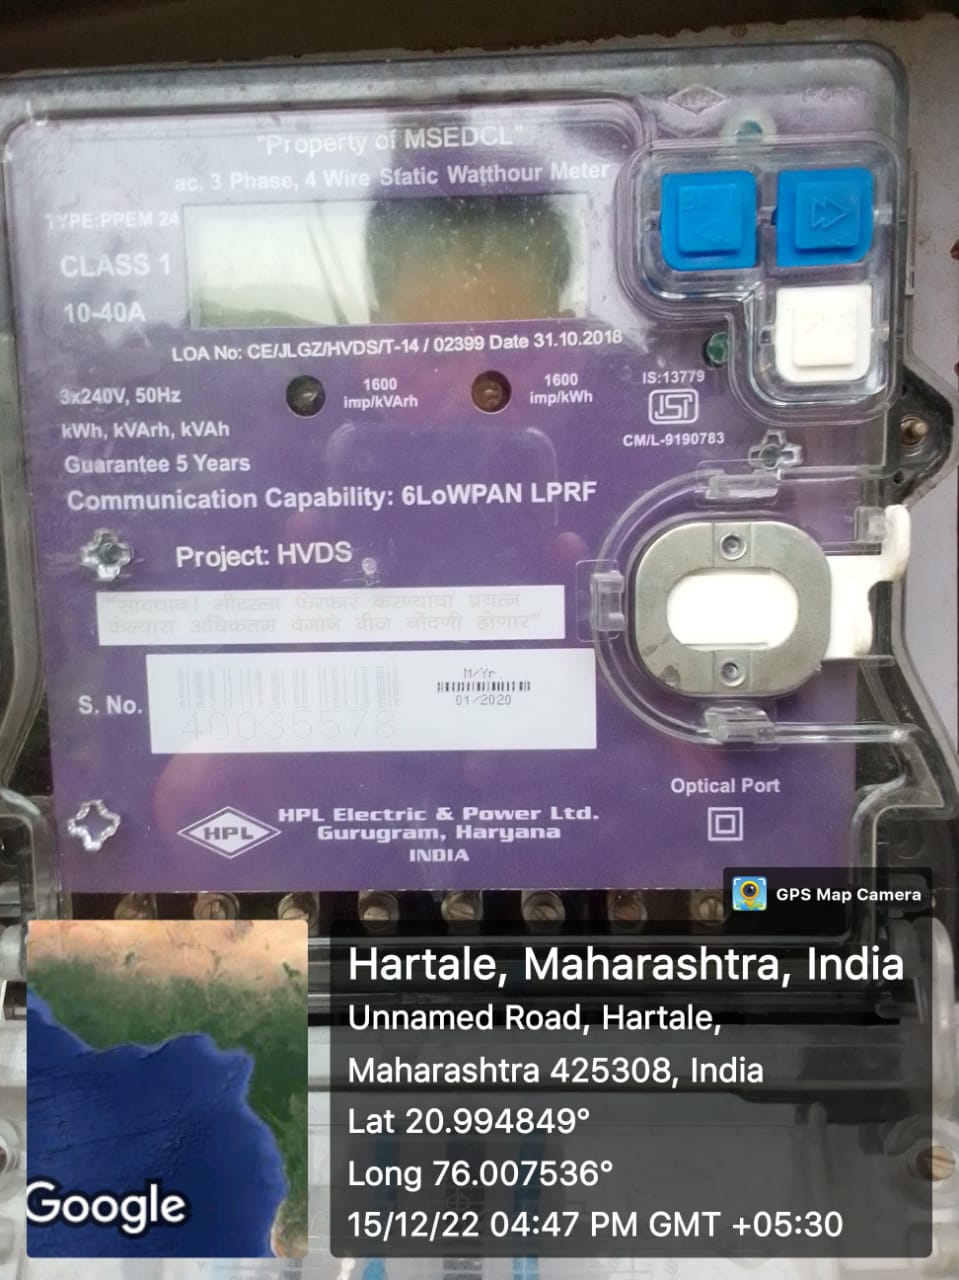 "Property of MSEDCL"
ac, 3 Phase, 4 Wire Static Watthour Meter
TYPE:PPEM 24
CLASS 1
10-40A
LOA No: CE/JLGZ/HVDS/T-14 / 02399 Date 31.10.2018
3x240V, 50Hz
1600
imp/kVArh
1600
imp/kWh
IS:13779
ISI
CM/L-9190783
kWh, kVArh, kVAh
Guarantee 5 Years
Communication Capability: 6LoWPAN LPRF
Project: HVDS
"सावधान! मीटरला फेरफार करण्याचा प्रयत्न
केल्यास अधिकतम वेगाने वीज नोंदणी होणार"
S. No.
40035578
M/Yr.
01/2020
Optical Port
HPL
HPL Electric & Power Ltd.
Gurugram, Haryana
INDIA
GPS Map Camera
Hartale, Maharashtra, India
Unnamed Road, Hartale,
Maharashtra 425308, India
Lat 20.994849°
Long 76.007536°
15/12/22 04:47 PM GMT +05:30
Google